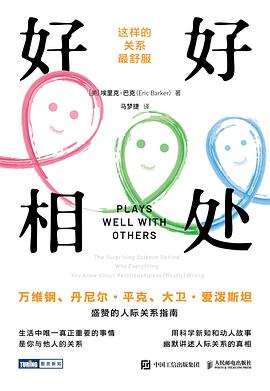 这样的
关系
最舒服
好好
[美]埃里克·巴克(Eric Barker) 著
马梦捷 译
相处
PLAYS
WELL WITH
OTHERS
The Surprising Science Behind
Why Everything
You Know About Relationships Is (Mostly) Wrong
万维钢、丹尼尔·平克、大卫·爱泼斯坦
盛赞的人际关系指南
生活中唯一真正重要的事情
是你与他人的关系
用科学新知和动人故事
幽默讲述人际关系的真相
TURING
图灵新知
中国工信出版集团
人民邮电出版社